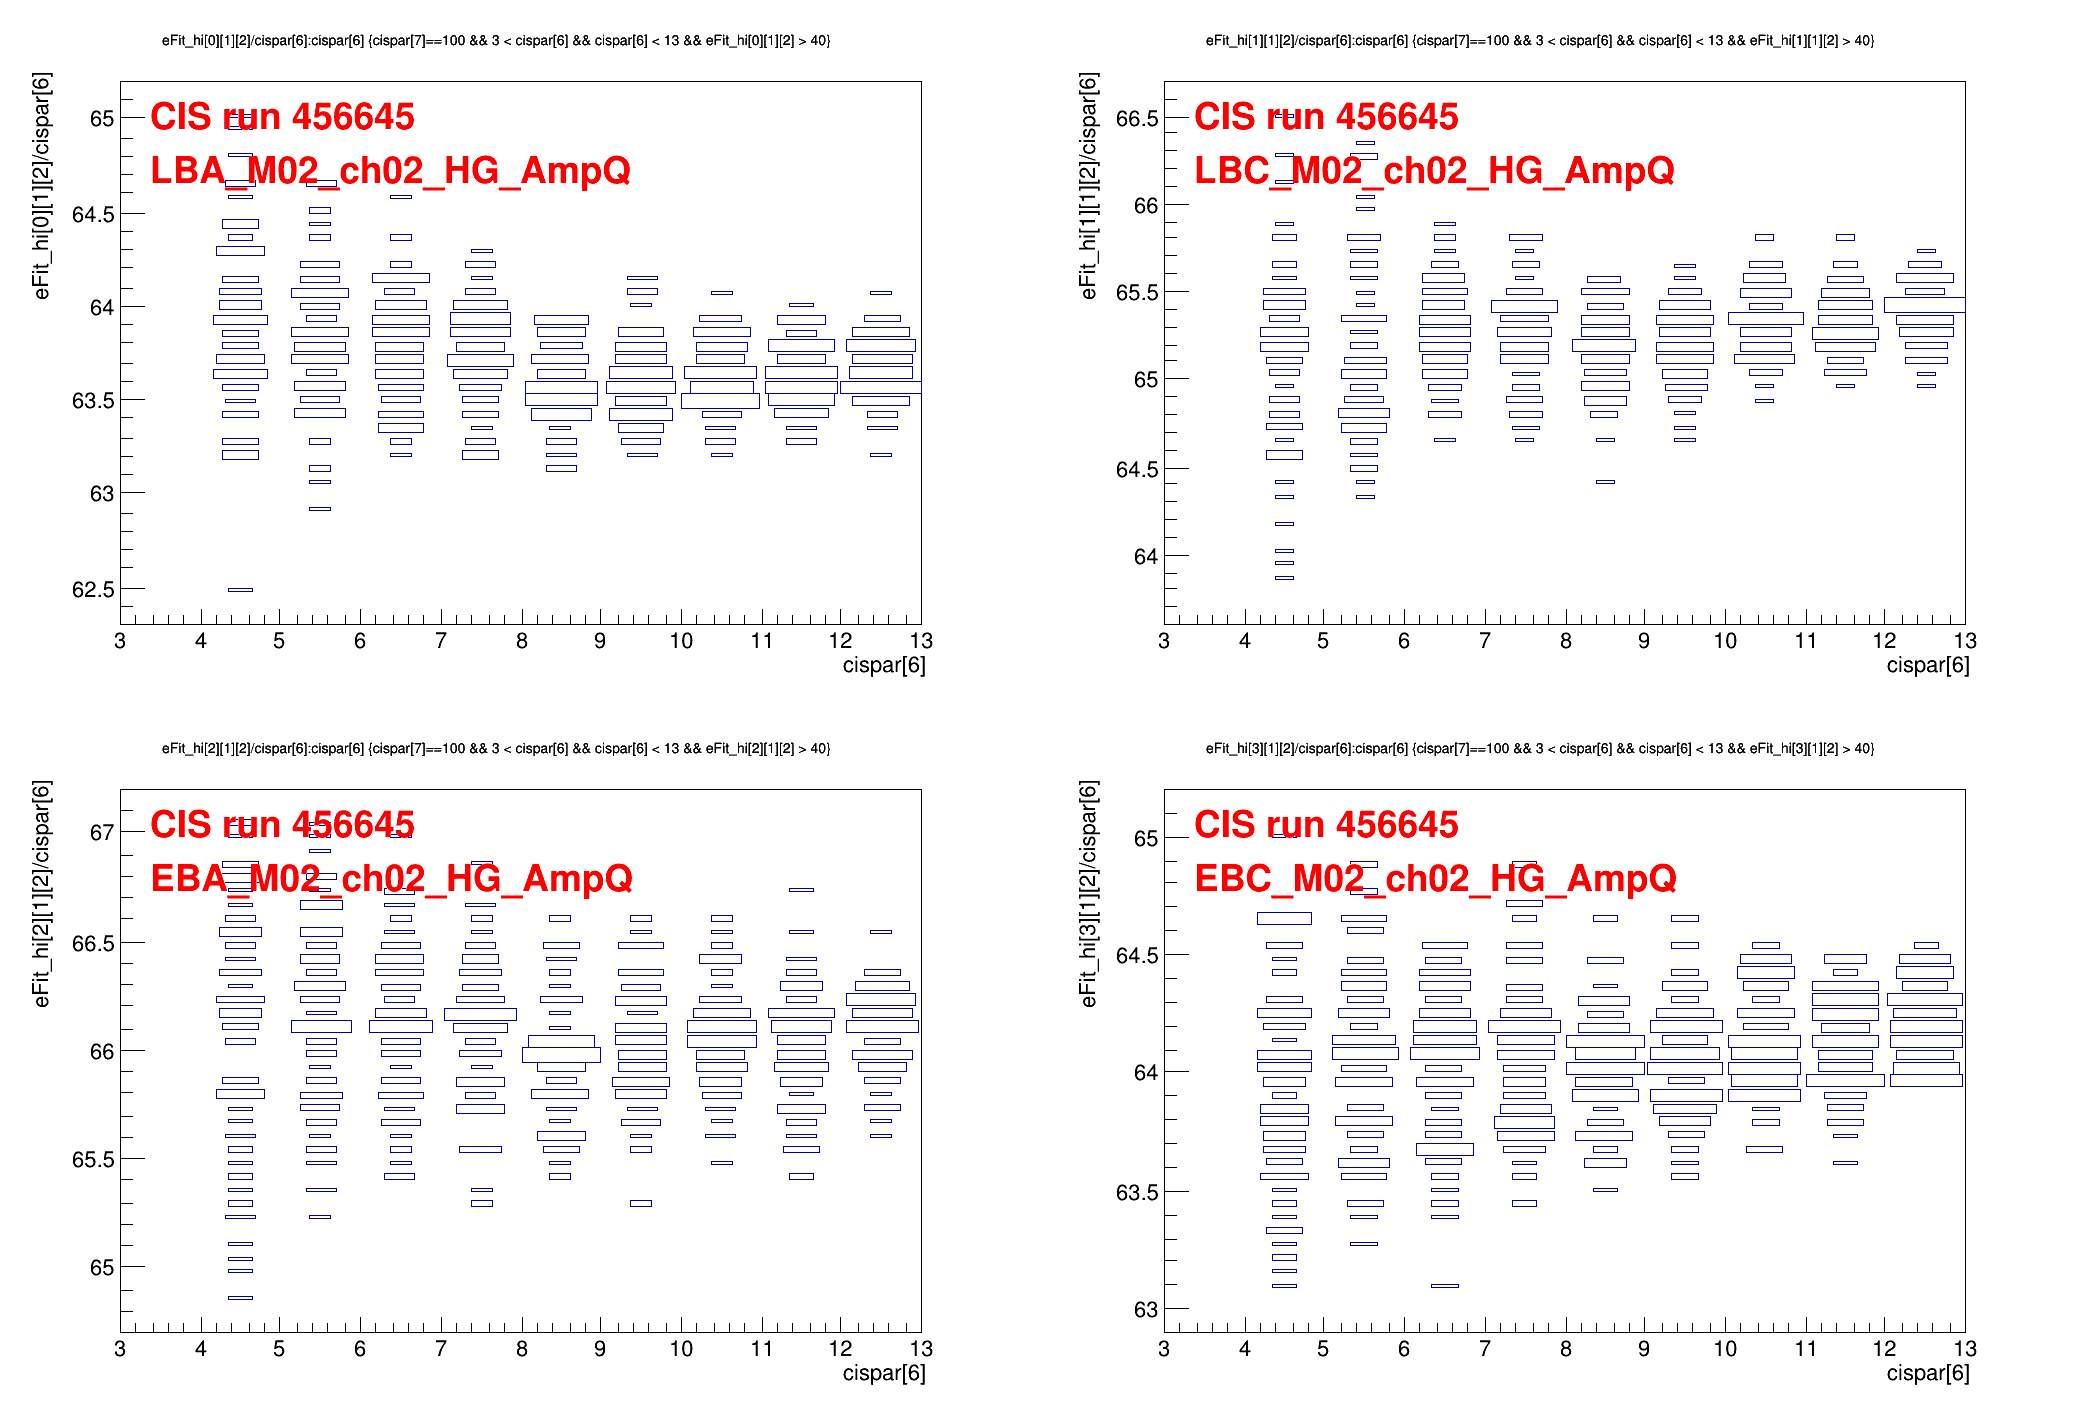 eFit_hi[0][1][2]/cispar[6]:cispar[6] {cispar[7]==100 && 3 < cispar[6] && cispar[6] < 13 && eFit_hi[0][1][2] > 40}
eFit_hi[0][1][2]/cispar[6]
CIS run 456645
LBA_M02_ch02_HG_AmpQ
65
64.5
64
63.5
63
62.5
3 4 5 6 7 8 9 10 11 12 13
cispar[6]
eFit_hi[1][1][2]/cispar[6]:cispar[6] {cispar[7]==100 && 3 < cispar[6] && cispar[6] < 13 && eFit_hi[1][1][2] > 40}
eFit_hi[1][1][2]/cispar[6]
CIS run 456645
LBC_M02_ch02_HG_AmpQ
66.5
66
65.5
65
64.5
64
3 4 5 6 7 8 9 10 11 12 13
cispar[6]
eFit_hi[2][1][2]/cispar[6]:cispar[6] {cispar[7]==100 && 3 < cispar[6] && cispar[6] < 13 && eFit_hi[2][1][2] > 40}
eFit_hi[2][1][2]/cispar[6]
CIS run 456645
EBA_M02_ch02_HG_AmpQ
67
66.5
66
65.5
65
3 4 5 6 7 8 9 10 11 12 13
cispar[6]
eFit_hi[3][1][2]/cispar[6]:cispar[6] {cispar[7]==100 && 3 < cispar[6] && cispar[6] < 13 && eFit_hi[3][1][2] > 40}
eFit_hi[3][1][2]/cispar[6]
CIS run 456645
EBC_M02_ch02_HG_AmpQ
65
64.5
64
63.5
63
3 4 5 6 7 8 9 10 11 12 13
cispar[6]